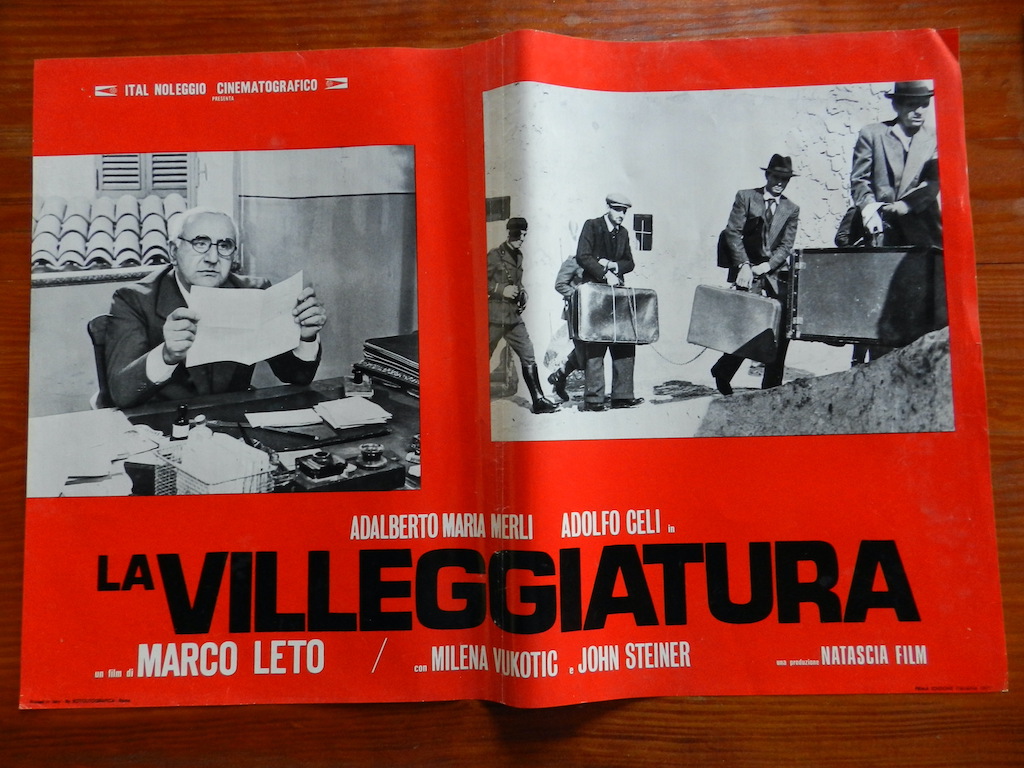 ITAL NOLEGGIO CINEMATOGRAFICO
PRESENTA
ADALBERTO MARIA MERLI ADOLFO CELI in
LA VILLEGGIATURA
un film di MARCO LETO / con MILENA VUKOTIC e JOHN STEINER
una produzione NATASCIA FILM